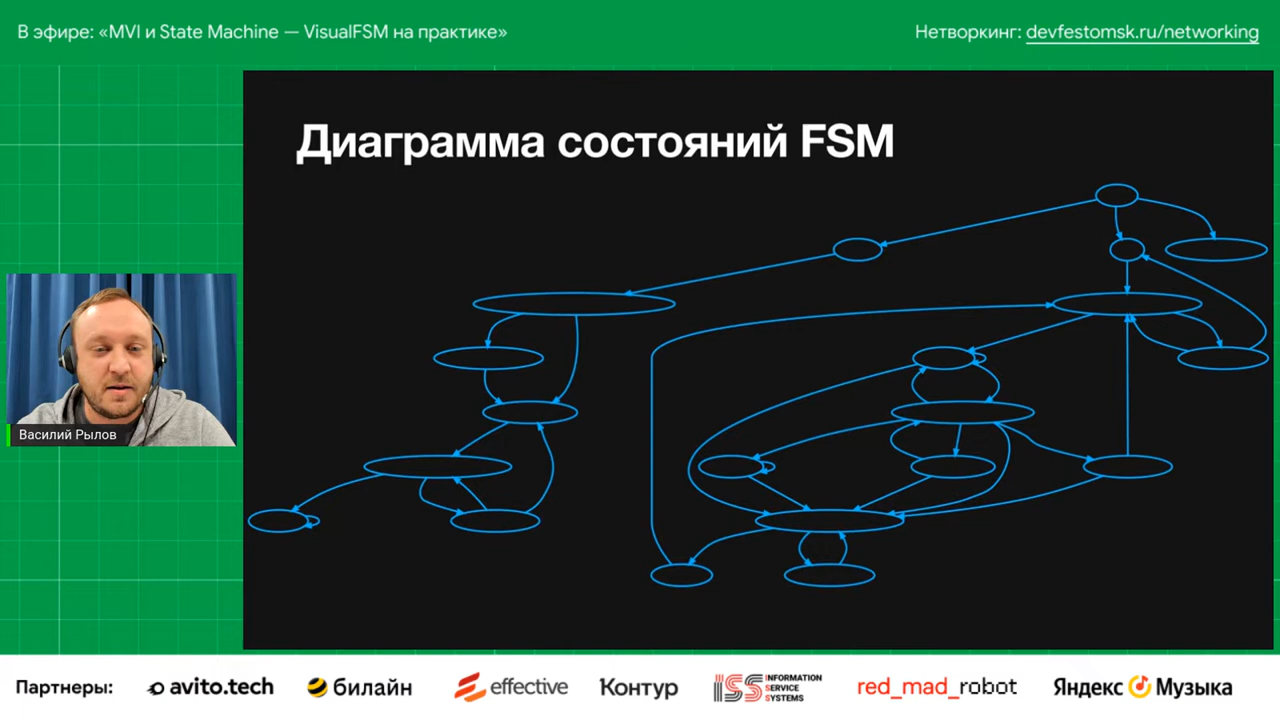 В эфире: «MVI и State Machine — VisualFSM на практике»
Нетворкинг: devfestomsk.ru/networking
Диаграмма состояний FSM
Василий Рылов
Партнеры:
avito.tech
билайн
effective
Контур
ISS INFORMATION SERVICE SYSTEMS
red_mad_robot
Яндекс Музыка